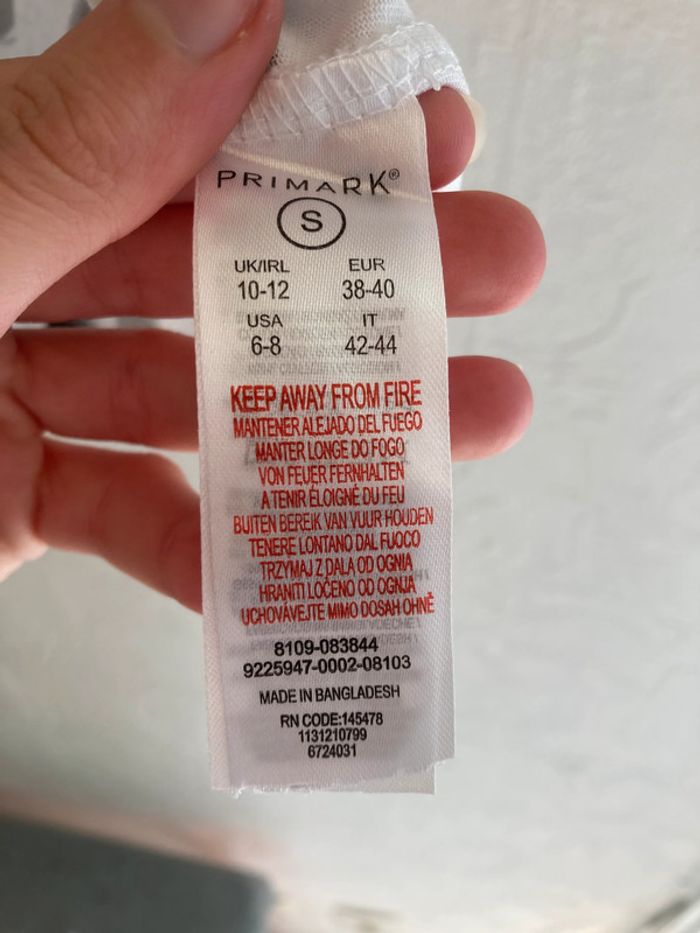 PRIMARK®
S
UK/IRL EUR
10-12 38-40
USA IT
6-8 42-44
KEEP AWAY FROM FIRE
MANTENER ALEJADO DEL FUEGO
MANTER LONGE DO FOGO
VON FEUER FERNHALTEN
A TENIR ÉLOIGNÉ DU FEU
BUITEN BEREIK VAN VUUR HOUDEN
TENERE LONTANO DAL FUOCO
TRZYMAJ Z DALA OD OGNIA
HRANITI LOČENO OD OGNJA
UCHOVÁVEJTE MIMO DOSAH OHNĚ
8109-083844
9225947-0002-08103
MADE IN BANGLADESH
RN CODE:145478
1131210799
6724031